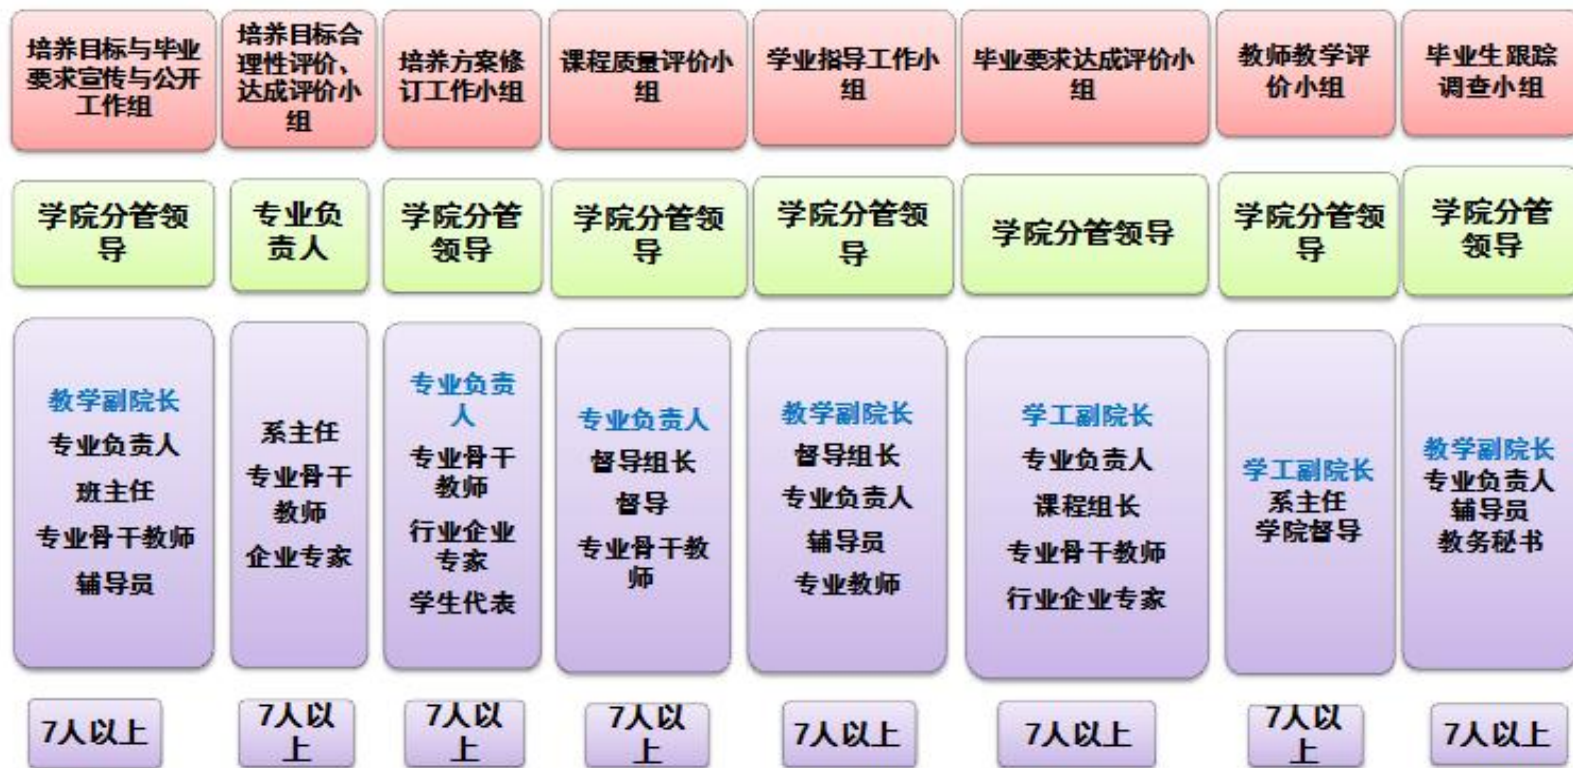 培养目标与毕业
要求宣传与公开
工作组
培养目标合
理性评价、
达成评价小
组
培养方案修
订工作小组
课程质量评价小
组
学业指导工作小
组
毕业要求达成评价小
组
教师教学评
价小组
毕业生跟踪
调查小组
学院分管领
导
专业负
责人
学院分管
领导
学院分管领
导
学院分管领
导
学院分管领导
学院分管领
导
学院分管
领导
教学副院长
专业负责人
班主任
专业骨干教师
辅导员
系主任
专业骨干
教师
企业专家
专业负责
人
专业骨干
教师
行业企业
专家
学生代表
专业负责人
督导组长
督导
专业骨干教
师
教学副院长
督导组长
专业负责人
辅导员
专业教师
学工副院长
专业负责人
课程组长
专业骨干教师
行业企业专家
学工副院长
系主任
学院督导
教学副院长
专业负责人
辅导员
教务秘书
7人以上
7人以
上
7人以
上
7人以
上
7人以上
7人以上
7人以
上
7人以上